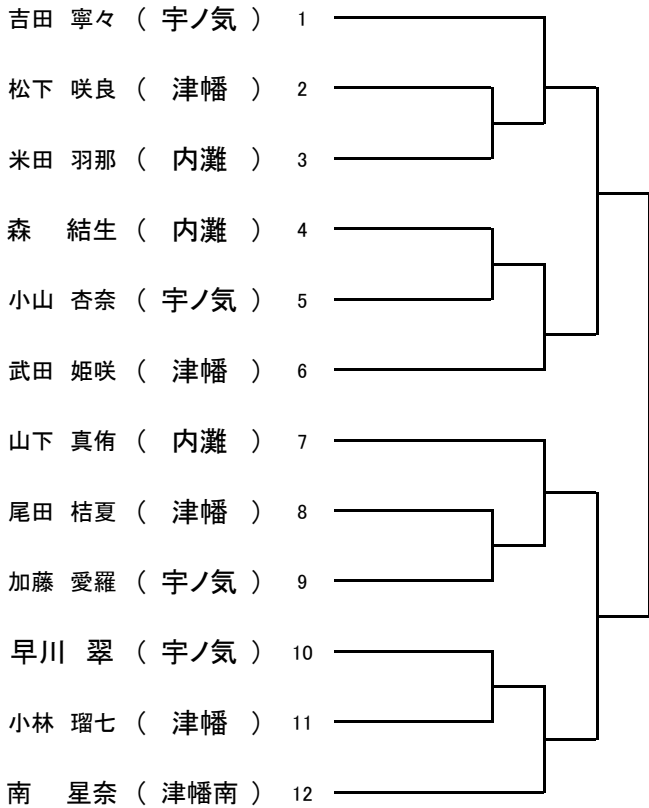 吉田 寧々 ( 宇ノ気 ) 1
松下 咲良 ( 津幡 ) 2
米田 羽那 ( 内灘 ) 3
森 結生 ( 内灘 ) 4
小山 杏奈 ( 宇ノ気 ) 5
武田 姫咲 ( 津幡 ) 6
山下 真侑 ( 内灘 ) 7
尾田 桔夏 ( 津幡 ) 8
加藤 愛羅 ( 宇ノ気 ) 9
早川 翠 ( 宇ノ気 ) 10
小林 瑠七 ( 津幡 ) 11
南 星奈 ( 津幡南 ) 12